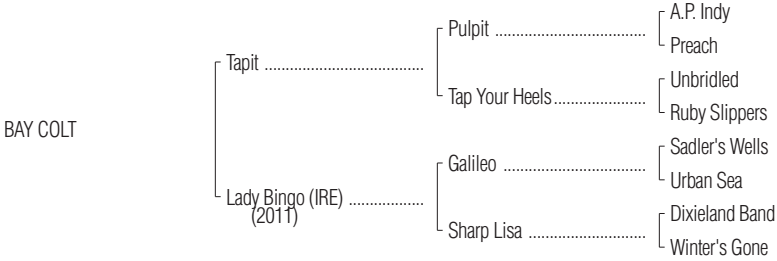 A.P. Indy
Pulpit
Preach
Tapit
Unbridled
Tap Your Heels
Ruby Slippers
BAY COLT
Sadler's Wells
Galileo
Urban Sea
Lady Bingo (IRE)
(2011)
Dixieland Band
Sharp Lisa
Winter's Gone